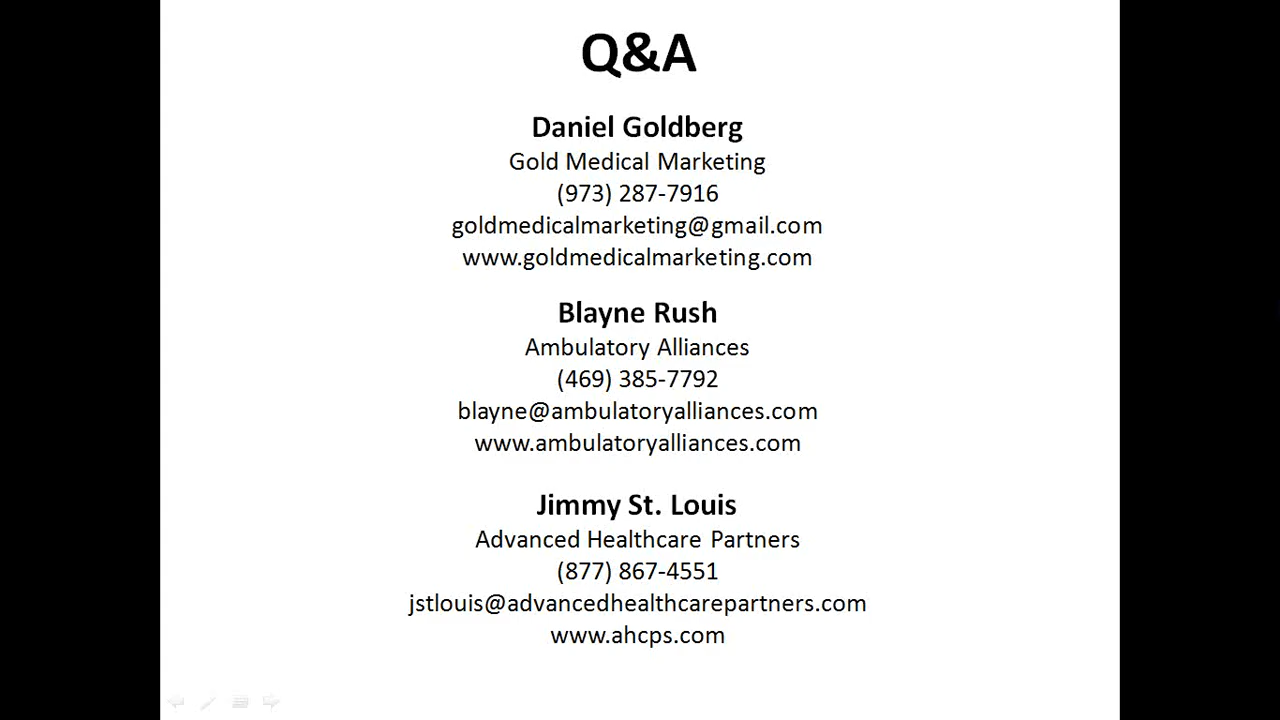 Q&A
Daniel Goldberg
Gold Medical Marketing
(973) 287-7916
goldmedicalmarketing@gmail.com
www.goldmedicalmarketing.com
Blayne Rush
Ambulatory Alliances
(469) 385-7792
blayne@ambulatoryalliances.com
www.ambulatoryalliances.com
Jimmy St. Louis
Advanced Healthcare Partners
(877) 867-4551
jstlouis@advancedhealthcarepartners.com
www.ahcps.com